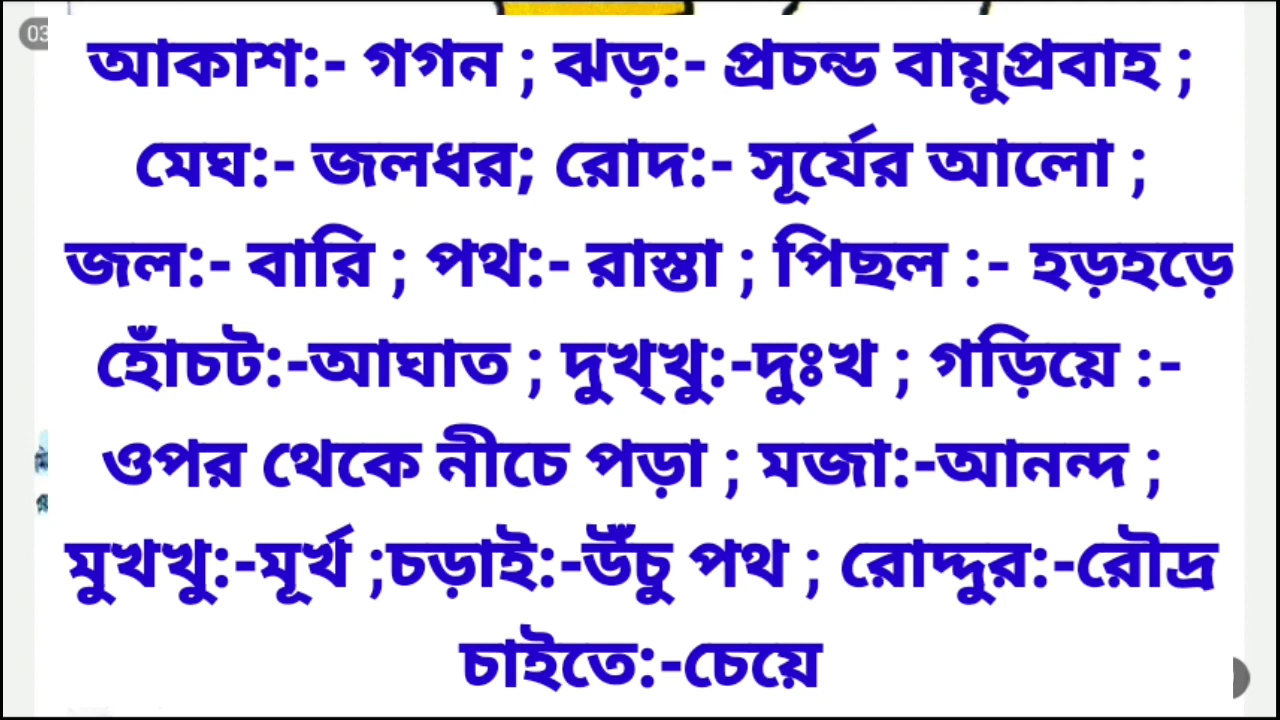 03
আকাশ:- গগন ; ঝড়:- প্রচন্ড বায়ুপ্রবাহ ;
মেঘ:- জলধর; রোদ:- সূর্যের আলো ;
জল:- বারি ; পথ:- রাস্তা ; পিছল :- হড়হড়ে
হোঁচট:-আঘাত ; দুখ্খু:-দুঃখ ; গড়িয়ে :-
ওপর থেকে নীচে পড়া ; মজা:-আনন্দ ;
মুখখু:-মূর্খ ;চড়াই:-উঁচু পথ ; রোদ্দুর:-রৌদ্র
চাইতে:-চেয়ে